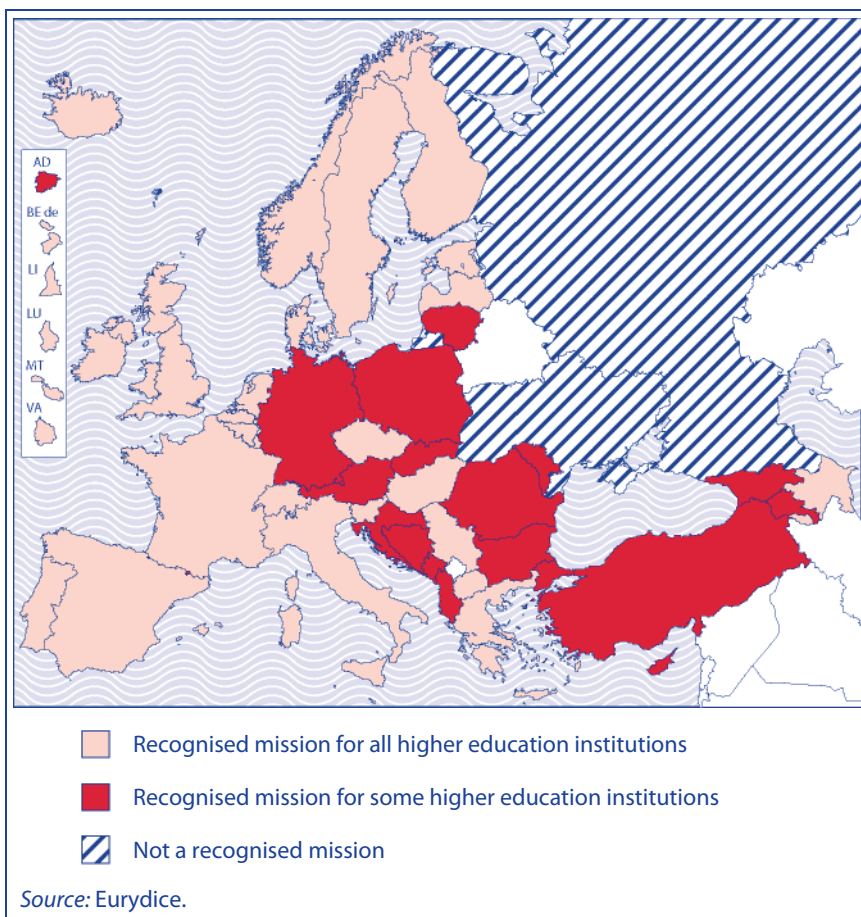 AD
BE de
LI
LU
MT
VA
Recognised mission for all higher education institutions
Recognised mission for some higher education institutions
Not a recognised mission
Source: Eurydice.